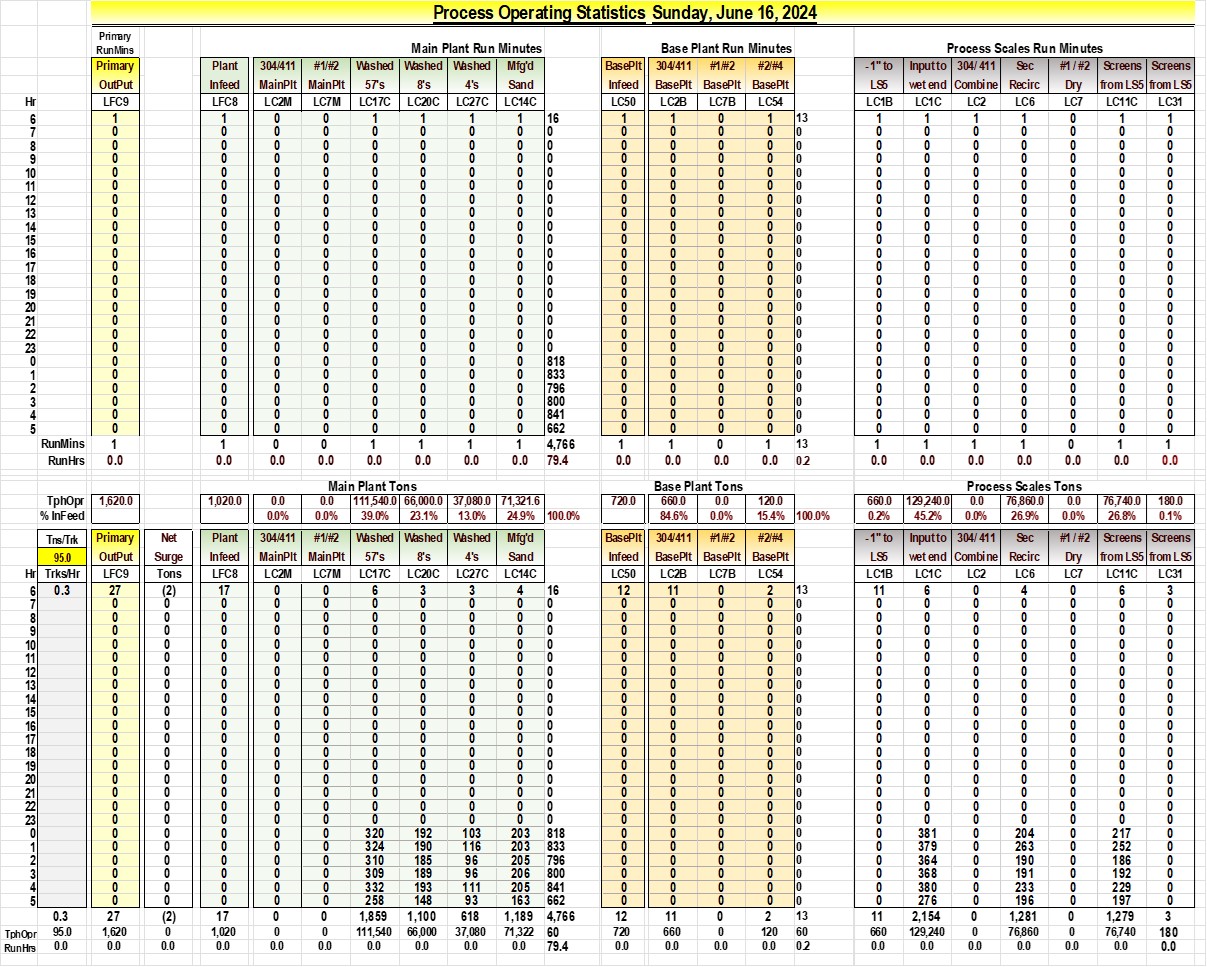 Process Operating Statistics Sunday, June 16, 2024
Primary
RunMins Main Plant Run Minutes Base Plant Run Minutes Process Scales Run Minutes
Primary Plant 304/411 #1/#2 Washed Washed Washed Mfg'd BasePlt 304/411 #1/#2 #2/#4 - 1" to Input to 304/ 411 Sec #1 / #2 Screens Screens
OutPut Infeed MainPlt MainPlt 57's 8's 4's Sand Infeed BasePlt BasePlt BasePlt LS5 wet end Combine Recirc Dry from LS5 from LS5
Hr LFC9 LFC8 LC2M LC7M LC17C LC20C LC27C LC14C LC50 LC2B LC7B LC54 LC1B LC1C LC2 LC6 LC7 LC11C LC31
6 1 1 0 0 1 1 1 1 16 1 1 0 1 13 1 1 1 1 0 1 1
7 0 0 0 0 0 0 0 0 0 0 0 0 0 0 0 0 0 0 0 0 0
8 0 0 0 0 0 0 0 0 0 0 0 0 0 0 0 0 0 0 0 0 0
9 0 0 0 0 0 0 0 0 0 0 0 0 0 0 0 0 0 0 0 0 0
10 0 0 0 0 0 0 0 0 0 0 0 0 0 0 0 0 0 0 0 0 0
11 0 0 0 0 0 0 0 0 0 0 0 0 0 0 0 0 0 0 0 0 0
12 0 0 0 0 0 0 0 0 0 0 0 0 0 0 0 0 0 0 0 0 0
13 0 0 0 0 0 0 0 0 0 0 0 0 0 0 0 0 0 0 0 0 0
14 0 0 0 0 0 0 0 0 0 0 0 0 0 0 0 0 0 0 0 0 0
15 0 0 0 0 0 0 0 0 0 0 0 0 0 0 0 0 0 0 0 0 0
16 0 0 0 0 0 0 0 0 0 0 0 0 0 0 0 0 0 0 0 0 0
17 0 0 0 0 0 0 0 0 0 0 0 0 0 0 0 0 0 0 0 0 0
18 0 0 0 0 0 0 0 0 0 0 0 0 0 0 0 0 0 0 0 0 0
19 0 0 0 0 0 0 0 0 0 0 0 0 0 0 0 0 0 0 0 0 0
20 0 0 0 0 0 0 0 0 0 0 0 0 0 0 0 0 0 0 0 0 0
21 0 0 0 0 0 0 0 0 0 0 0 0 0 0 0 0 0 0 0 0 0
22 0 0 0 0 0 0 0 0 0 0 0 0 0 0 0 0 0 0 0 0 0
23 0 0 0 0 0 0 0 0 0 0 0 0 0 0 0 0 0 0 0 0 0
0 0 0 0 0 0 0 0 0 818 0 0 0 0 0 0 0 0 0 0 0 0
1 0 0 0 0 0 0 0 0 833 0 0 0 0 0 0 0 0 0 0 0 0
2 0 0 0 0 0 0 0 0 796 0 0 0 0 0 0 0 0 0 0 0 0
3 0 0 0 0 0 0 0 0 800 0 0 0 0 0 0 0 0 0 0 0 0
4 0 0 0 0 0 0 0 0 841 0 0 0 0 0 0 0 0 0 0 0 0
5 0 0 0 0 0 0 0 0 662 0 0 0 0 0 0 0 0 0 0 0 0
RunMins 1 1 0 0 1 1 1 1 4,766 1 1 0 1 13 1 1 1 1 0 1 1
RunHrs 0.0 0.0 0.0 0.0 0.0 0.0 0.0 0.0 79.4 0.0 0.0 0.0 0.0 0.2 0.0 0.0 0.0 0.0 0.0 0.0 0.0
Main Plant Tons Base Plant Tons Process Scales Tons
TphOpr 1,620.0 1,020.0 0.0 0.0 111,540.0 66,000.0 37,080.0 71,321.6 720.0 660.0 0.0 120.0 660.0 129,240.0 0.0 76,860.0 0.0 76,740.0 180.0
% InFeed 0.0% 0.0% 39.0% 23.1% 13.0% 24.9% 100.0% 84.6% 0.0% 15.4% 100.0% 0.2% 45.2% 0.0% 26.9% 0.0% 26.8% 0.1%
Tns/Trk Primary Net Plant 304/411 #1/#2 Washed Washed Washed Mfg'd BasePlt 304/411 #1/#2 #2/#4 - 1" to Input to 304/ 411 Sec #1 / #2 Screens Screens
95.0 OutPut Surge Infeed MainPlt MainPlt 57's 8's 4's Sand Infeed BasePlt BasePlt BasePlt LS5 wet end Combine Recirc Dry from LS5 from LS5
Hr Trks/Hr LFC9 Tons LFC8 LC2M LC7M LC17C LC20C LC27C LC14C LC50 LC2B LC7B LC54 LC1B LC1C LC2 LC6 LC7 LC11C LC31
6 0.3 27 (2) 17 0 0 6 3 3 4 16 12 11 0 2 13 11 6 0 4 0 6 3
7 0 0 0 0 0 0 0 0 0 0 0 0 0 0 0 0 0 0 0 0 0 0
8 0 0 0 0 0 0 0 0 0 0 0 0 0 0 0 0 0 0 0 0 0 0
9 0 0 0 0 0 0 0 0 0 0 0 0 0 0 0 0 0 0 0 0 0 0
10 0 0 0 0 0 0 0 0 0 0 0 0 0 0 0 0 0 0 0 0 0 0
11 0 0 0 0 0 0 0 0 0 0 0 0 0 0 0 0 0 0 0 0 0 0
12 0 0 0 0 0 0 0 0 0 0 0 0 0 0 0 0 0 0 0 0 0 0
13 0 0 0 0 0 0 0 0 0 0 0 0 0 0 0 0 0 0 0 0 0 0
14 0 0 0 0 0 0 0 0 0 0 0 0 0 0 0 0 0 0 0 0 0 0
15 0 0 0 0 0 0 0 0 0 0 0 0 0 0 0 0 0 0 0 0 0 0
16 0 0 0 0 0 0 0 0 0 0 0 0 0 0 0 0 0 0 0 0 0 0
17 0 0 0 0 0 0 0 0 0 0 0 0 0 0 0 0 0 0 0 0 0 0
18 0 0 0 0 0 0 0 0 0 0 0 0 0 0 0 0 0 0 0 0 0 0
19 0 0 0 0 0 0 0 0 0 0 0 0 0 0 0 0 0 0 0 0 0 0
20 0 0 0 0 0 0 0 0 0 0 0 0 0 0 0 0 0 0 0 0 0 0
21 0 0 0 0 0 0 0 0 0 0 0 0 0 0 0 0 0 0 0 0 0 0
22 0 0 0 0 0 0 0 0 0 0 0 0 0 0 0 0 0 0 0 0 0 0
23 0 0 0 0 0 0 0 0 0 0 0 0 0 0 0 0 0 0 0 0 0 0
0 0 0 0 0 0 320 192 103 203 818 0 0 0 0 0 0 381 0 204 0 217 0
1 0 0 0 0 0 324 190 116 203 833 0 0 0 0 0 0 379 0 263 0 252 0
2 0 0 0 0 0 310 185 96 205 796 0 0 0 0 0 0 364 0 190 0 186 0
3 0 0 0 0 0 309 189 96 206 800 0 0 0 0 0 0 368 0 191 0 192 0
4 0 0 0 0 0 332 193 111 205 841 0 0 0 0 0 0 380 0 233 0 229 0
5 0 0 0 0 0 258 148 93 163 662 0 0 0 0 0 0 276 0 196 0 197 0
0.3 27 (2) 17 0 0 1,859 1,100 618 1,189 4,766 12 11 0 2 13 11 2,154 0 1,281 0 1,279 3
TphOpr 95.0 1,620 0 1,020 0 0 111,540 66,000 37,080 71,322 60 720 660 0 120 60 660 129,240 0 76,860 0 76,740 180
RunHrs 0.0 0.0 0.0 0.0 0.0 0.0 0.0 0.0 0.0 0.0 79.4 0.0 0.0 0.0 0.0 0.2 0.0 0.0 0.0 0.0 0.0 0.0 0.0